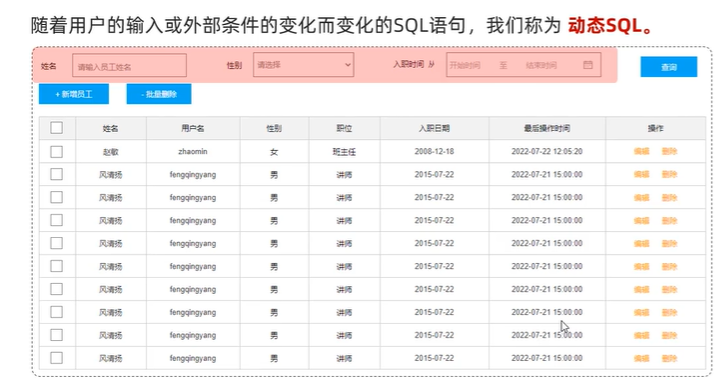 随着用户的输入或外部条件的变化而变化的SQL语句，我们称为 动态SQL。
姓名 请输入员工姓名 性别 请选择 入职时间 从 开始时间 至 结束时间 查询
+ 新增员工 - 批量删除
姓名 用户名 性别 职位 入职日期 最后操作时间 操作
赵敏 zhaomin 女 班主任 2008-12-18 2022-07-22 12:05:20 编辑 删除
风清扬 fengqingyang 男 讲师 2015-07-22 2022-07-21 15:00:00 编辑 删除
风清扬 fengqingyang 男 讲师 2015-07-22 2022-07-21 15:00:00 编辑 删除
风清扬 fengqingyang 男 讲师 2015-07-22 2022-07-21 15:00:00 编辑 删除
风清扬 fengqingyang 男 讲师 2015-07-22 2022-07-21 15:00:00 编辑 删除
风清扬 fengqingyang 男 讲师 2015-07-22 2022-07-21 15:00:00 编辑 删除
风清扬 fengqingyang 男 讲师 2015-07-22 2022-07-21 15:00:00 编辑 删除
风清扬 fengqingyang 男 讲师 2015-07-22 2022-07-21 15:00:00 编辑 删除
风清扬 fengqingyang 男 讲师 2015-07-22 2022-07-21 15:00:00 编辑 删除
风清扬 fengqingyang 男 讲师 2015-07-22 2022-07-21 15:00:00 编辑 删除